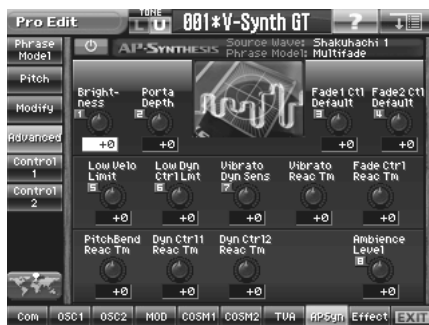 Pro Edit TONE LU 001*V-Synth GT ?
Phrase Model
AP-SYNTHESIS Source Wave: Shakuhachi 1
Phrase Model: Multifade
Pitch
Modify
Advanced
Control 1
Control 2
Bright-ness Porta Depth Fade1 Ctl Default Fade2 Ctl Default
1 2 3 4
+0 +0 +0 +0
Low Velo Limit Low Dyn CtrlLmt Vibrato Dyn Sens Vibrato Reac Tm Fade Ctrl Reac Tm
5 6 7
+0 +0 +0 +0 +0
PitchBend Reac Tm Dyn Ctrl1 Reac Tm Dyn Ctrl2 Reac Tm Ambience Level
8
+0 +0 +0 +0
Com OSC1 OSC2 MOD COSM1 COSM2 TVA APSyn Effect EXIT